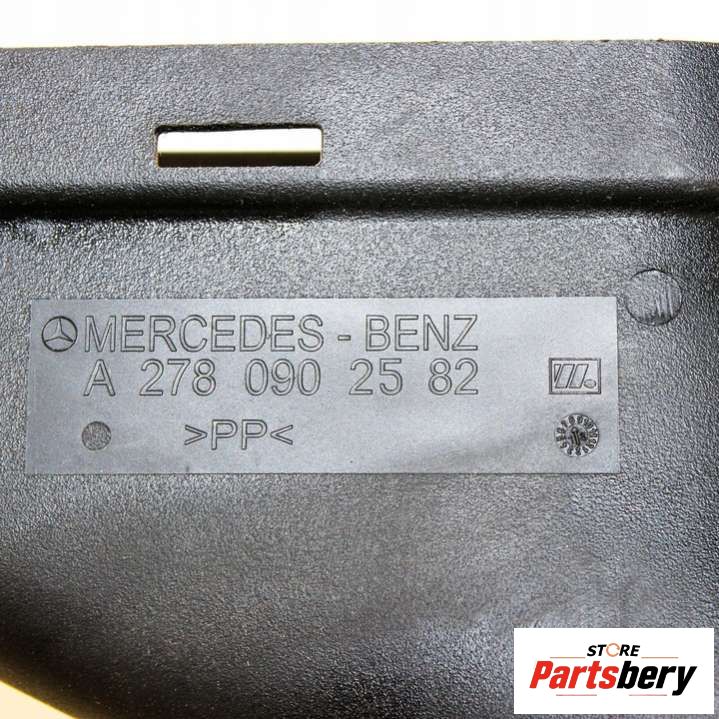 MERCEDES - BENZ
A 278 090 25 82
>PP<
STORE
Partsbery